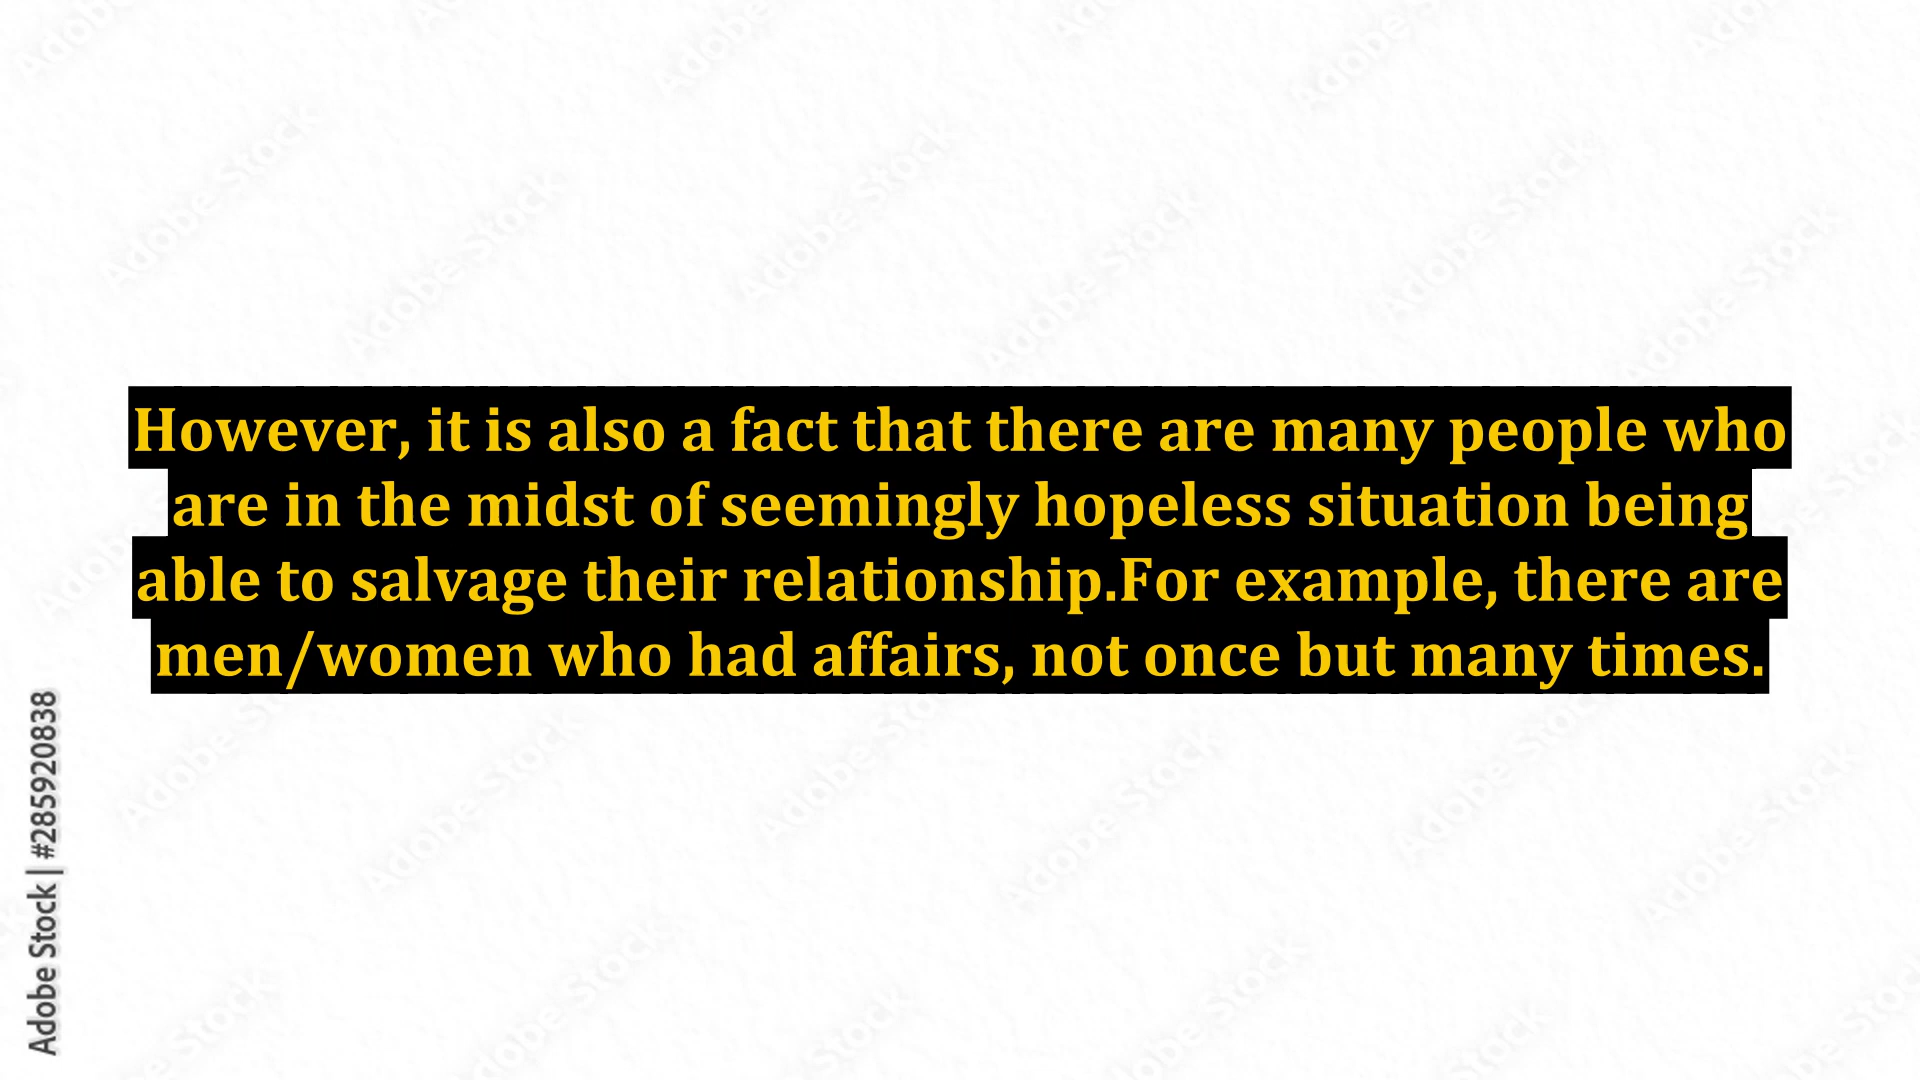 However, it is also a fact that there are many people who
are in the midst of seemingly hopeless situation being
able to salvage their relationship.For example, there are
men/women who had affairs, not once but many times.
Adobe Stock | #285920838
Adobe Stock